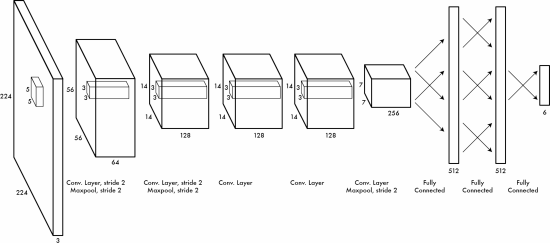 224
224
3
5
5
56
56
64
3
3
14
14
128
3
3
14
14
128
3
3
14
14
128
3
3
7
7
256
512
512
6
Conv. Layer, stride 2
Maxpool, stride 2
Conv. Layer, stride 2
Maxpool, stride 2
Conv. Layer
Conv. Layer
Conv. Layer
Maxpool, stride 2
Fully
Connected
Fully
Connected
Fully
Connected